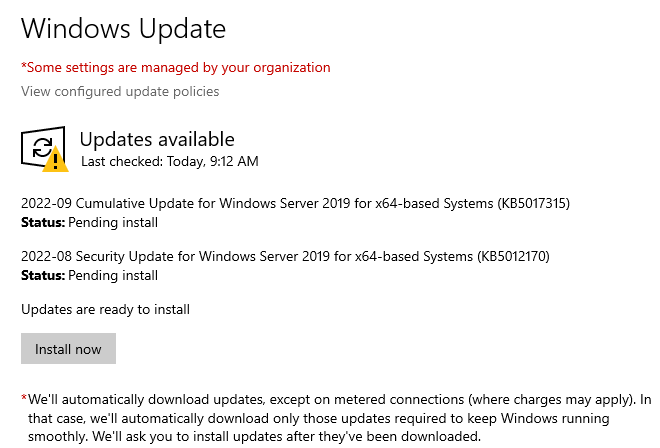 Windows Update
*Some settings are managed by your organization
View configured update policies
Updates available
Last checked: Today, 9:12 AM
2022-09 Cumulative Update for Windows Server 2019 for x64-based Systems (KB5017315)
Status: Pending install
2022-08 Security Update for Windows Server 2019 for x64-based Systems (KB5012170)
Status: Pending install
Updates are ready to install
Install now
*We'll automatically download updates, except on metered connections (where charges may apply). In
that case, we'll automatically download only those updates required to keep Windows running
smoothly. We'll ask you to install updates after they've been downloaded.